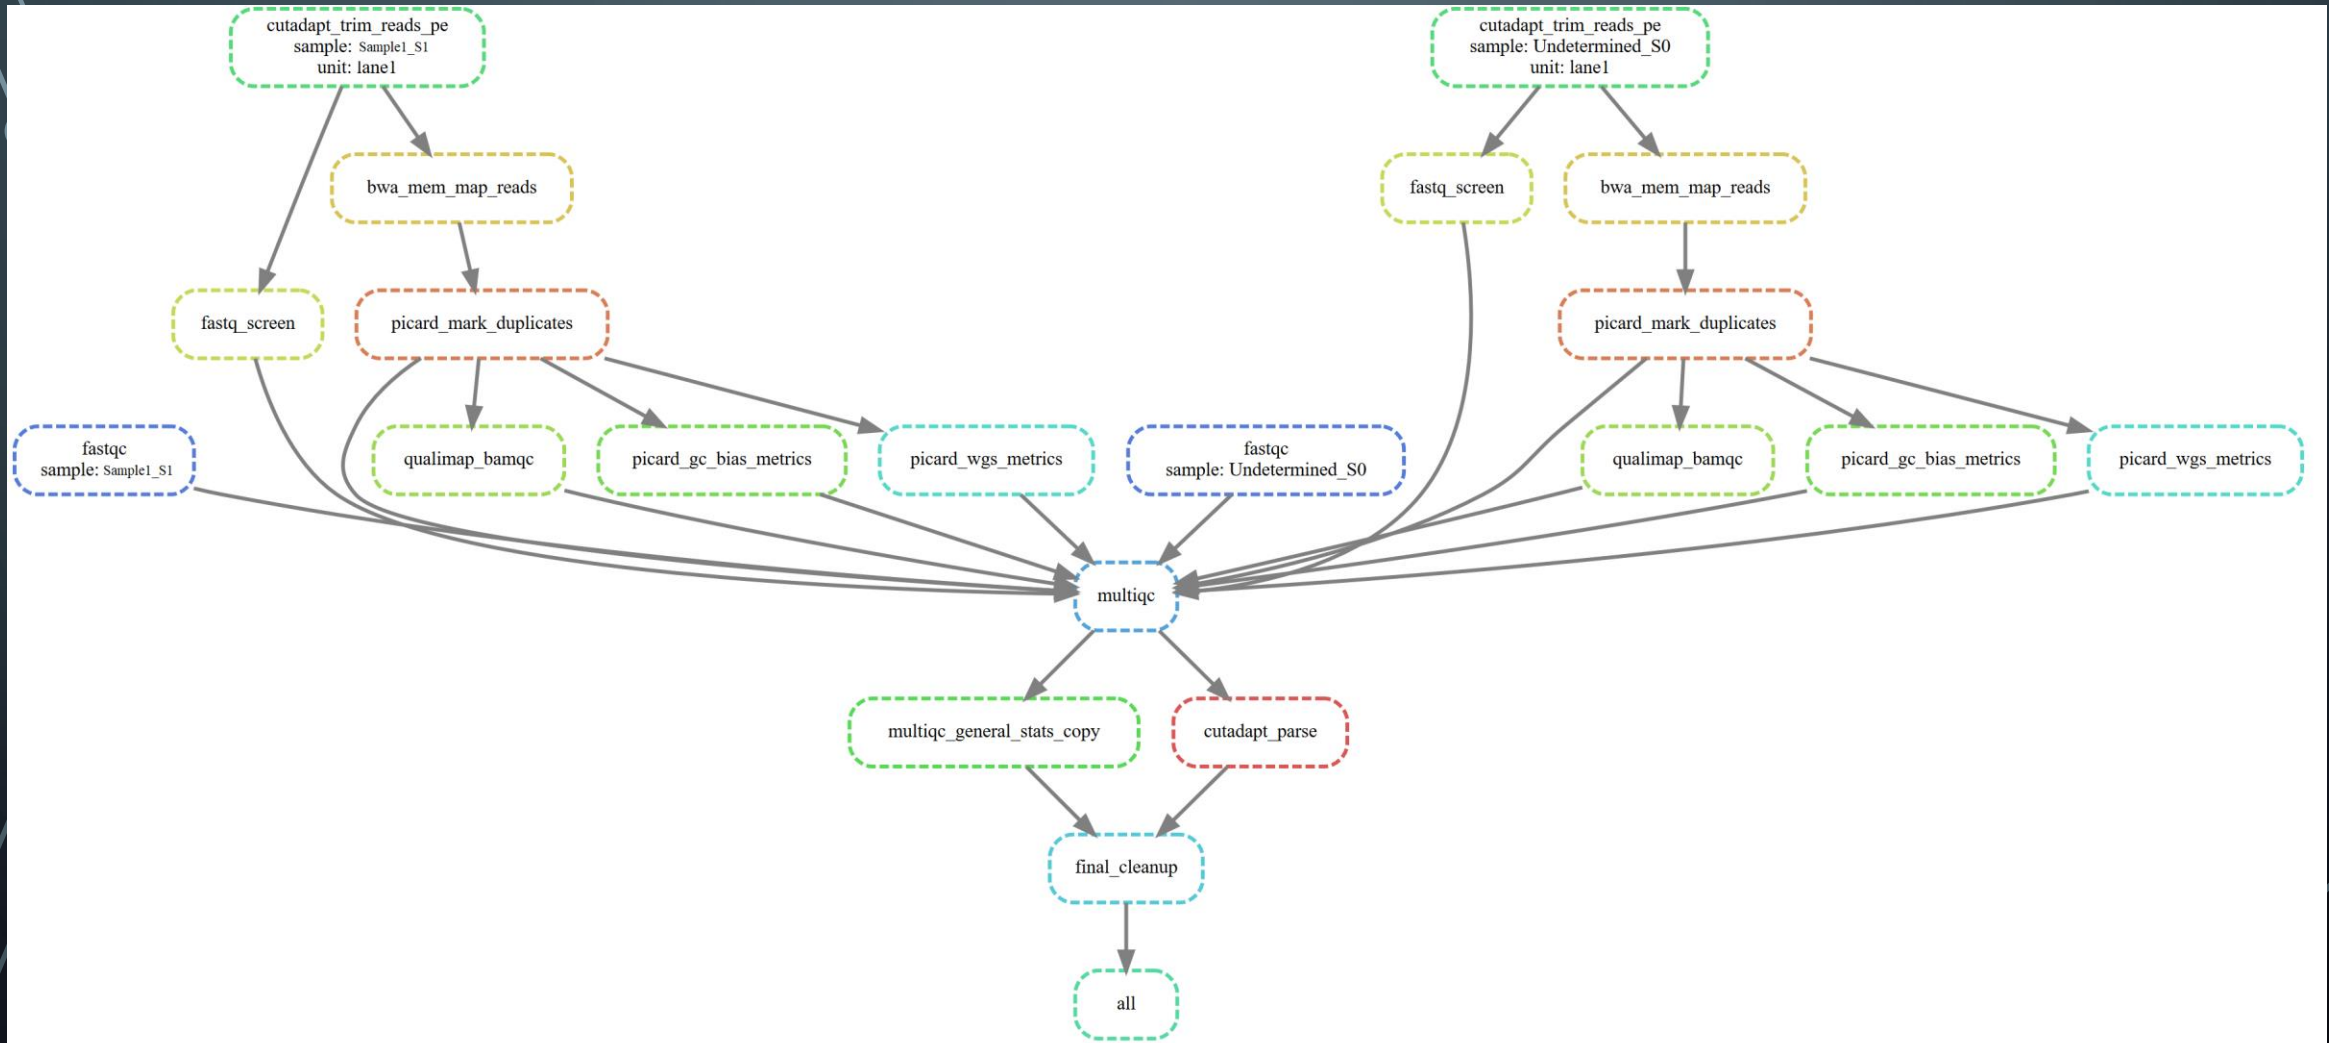 cutadapt_trim_reads_pe
sample: Sample1_S1
unit: lane1
cutadapt_trim_reads_pe
sample: Undetermined_S0
unit: lane1
bwa_mem_map_reads
fastq_screen
bwa_mem_map_reads
fastq_screen
picard_mark_duplicates
picard_mark_duplicates
fastqc
sample: Sample1_S1
qualimap_bamqc
picard_gc_bias_metrics
picard_wgs_metrics
fastqc
sample: Undetermined_S0
qualimap_bamqc
picard_gc_bias_metrics
picard_wgs_metrics
multiqc
multiqc_general_stats_copy
cutadapt_parse
final_cleanup
all